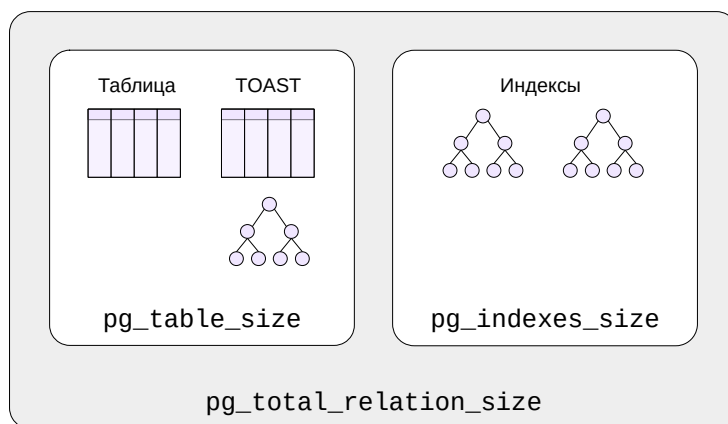 Таблица
TOAST
Индексы
pg_table_size
pg_indexes_size
pg_total_relation_size